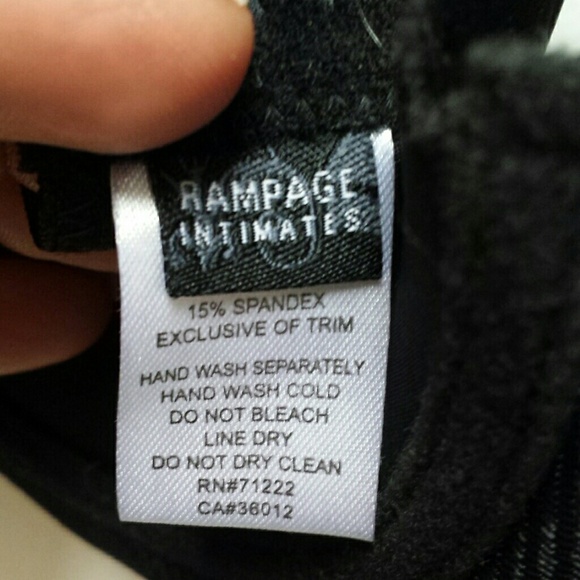 RAMPAGE
INTIMATES
15% SPANDEX
EXCLUSIVE OF TRIM
HAND WASH SEPARATELY
HAND WASH COLD
DO NOT BLEACH
LINE DRY
DO NOT DRY CLEAN
RN#71222
CA#36012